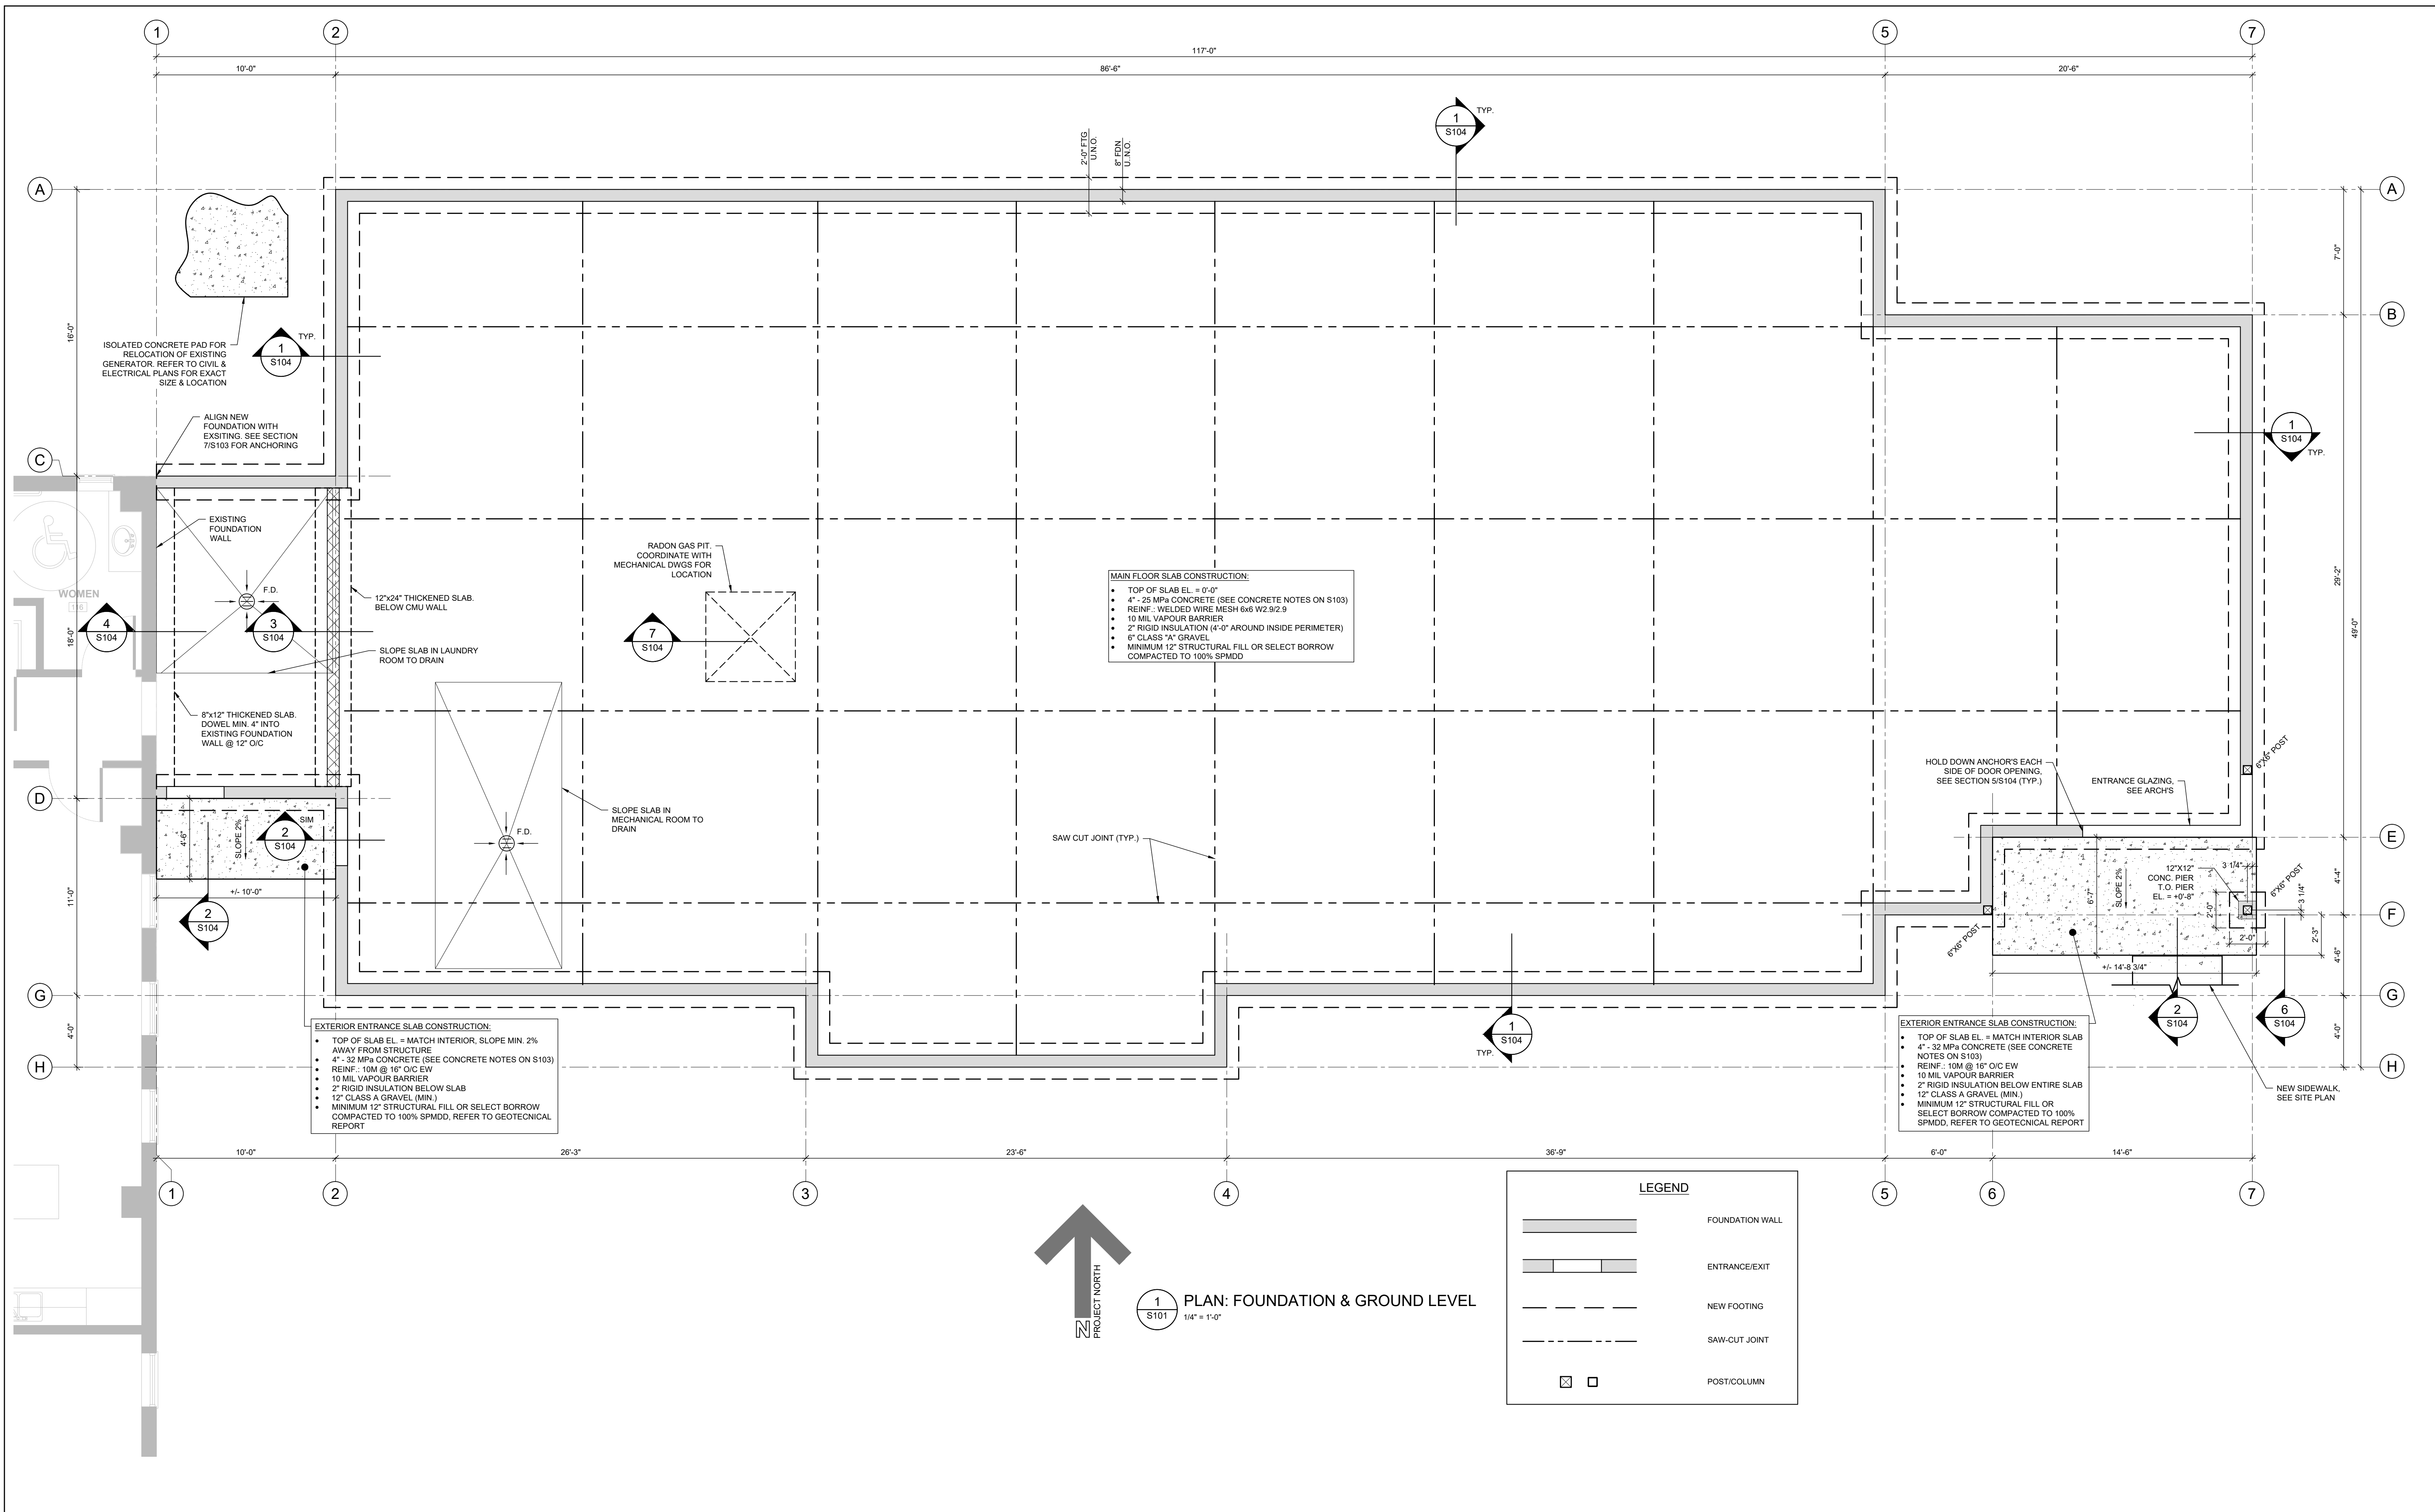 1
2
5
7
117'-0"
10'-0"
86'-6"
20'-6"
1
S104
TYP.
2'-0" FTG
U.N.O.
8" FDN
U..N.O.
A
A
7'-0"
B
16'-0"
ISOLATED CONCRETE PAD FOR
RELOCATION OF EXISTING
GENERATOR. REFER TO CIVIL &
ELECTRICAL PLANS FOR EXACT
SIZE & LOCATION
1
S104
TYP.
ALIGN NEW
FOUNDATION WITH
EXSITING. SEE SECTION
7/S103 FOR ANCHORING
1
S104
TYP.
C
EXISTING
FOUNDATION
WALL
WOMEN
116
F.D.
4
S104
3
S104
18'-0"
12"x24" THICKENED SLAB.
BELOW CMU WALL
SLOPE SLAB IN LAUNDRY
ROOM TO DRAIN
8"x12" THICKENED SLAB.
DOWEL MIN. 4" INTO
EXISTING FOUNDATION
WALL @ 12" O/C
RADON GAS PIT.
COORDINATE WITH
MECHANICAL DWGS FOR
LOCATION
7
S104
MAIN FLOOR SLAB CONSTRUCTION:
• TOP OF SLAB EL. = 0'-0"
• 4" - 25 MPa CONCRETE (SEE CONCRETE NOTES ON S103)
• REINF.: WELDED WIRE MESH 6x6 W2.9/2.9
• 10 MIL VAPOUR BARRIER
• 2" RIGID INSULATION (4'-0" AROUND INSIDE PERIMETER)
• 6" CLASS "A" GRAVEL
• MINIMUM 12" STRUCTURAL FILL OR SELECT BORROW
COMPACTED TO 100% SPMDD
29'-2"
49'-0"
D
4'-6"
SLOPE 2%
2
S104
SIM
+/- 10'-0"
2
S104
11'-0"
SLOPE SLAB IN
MECHANICAL ROOM TO
DRAIN
F.D.
SAW CUT JOINT (TYP.)
HOLD DOWN ANCHOR'S EACH
SIDE OF DOOR OPENING,
SEE SECTION 5/S104 (TYP.)
ENTRANCE GLAZING,
SEE ARCH'S
6"X6" POST
E
12"X12"
CONC. PIER
T.O. PIER
EL. = +0'-8"
3 1/4"
6"X6" POST
3 1/4"
4'-4"
6'-7"
SLOPE 2%
2'-0"
2'-0"
F
2'-3"
6"X6" POST
+/- 14'-8 3/4"
4'-6"
G
G
4'-0"
4'-0"
H
H
1
S104
TYP.
2
S104
6
S104
EXTERIOR ENTRANCE SLAB CONSTRUCTION:
• TOP OF SLAB EL. = MATCH INTERIOR, SLOPE MIN. 2%
AWAY FROM STRUCTURE
• 4" - 32 MPa CONCRETE (SEE CONCRETE NOTES ON S103)
• REINF.: 10M @ 16" O/C EW
• 10 MIL VAPOUR BARRIER
• 2" RIGID INSULATION BELOW SLAB
• 12" CLASS A GRAVEL (MIN.)
• MINIMUM 12" STRUCTURAL FILL OR SELECT BORROW
COMPACTED TO 100% SPMDD, REFER TO GEOTECNICAL
REPORT
EXTERIOR ENTRANCE SLAB CONSTRUCTION:
• TOP OF SLAB EL. = MATCH INTERIOR SLAB
• 4" - 32 MPa CONCRETE (SEE CONCRETE
NOTES ON S103)
• REINF.: 10M @ 16" O/C EW
• 10 MIL VAPOUR BARRIER
• 2" RIGID INSULATION BELOW ENTIRE SLAB
• 12" CLASS A GRAVEL (MIN.)
• MINIMUM 12" STRUCTURAL FILL OR
SELECT BORROW COMPACTED TO 100%
SPMDD, REFER TO GEOTECNICAL REPORT
NEW SIDEWALK,
SEE SITE PLAN
10'-0"
26'-3"
23'-6"
36'-9"
6'-0"
14'-6"
1
2
3
4
5
6
7
N
PROJECT NORTH
1
S101
PLAN: FOUNDATION & GROUND LEVEL
1/4" = 1'-0"
LEGEND
FOUNDATION WALL
ENTRANCE/EXIT
NEW FOOTING
SAW-CUT JOINT
POST/COLUMN